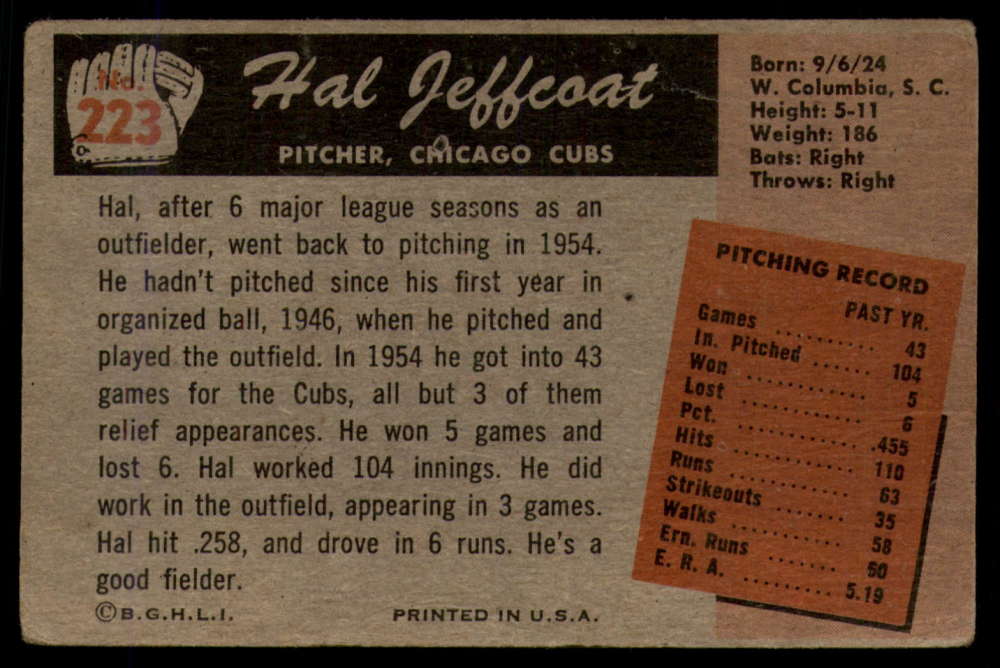 No.
223
Hal Jeffcoat
PITCHER, CHICAGO CUBS
Born: 9/6/24
W. Columbia, S. C.
Height: 5-11
Weight: 186
Bats: Right
Throws: Right
Hal, after 6 major league seasons as an
outfielder, went back to pitching in 1954.
He hadn't pitched since his first year in
organized ball, 1946, when he pitched and
played the outfield. In 1954 he got into 43
games for the Cubs, all but 3 of them
relief appearances. He won 5 games and
lost 6. Hal worked 104 innings. He did
work in the outfield, appearing in 3 games.
Hal hit .258, and drove in 6 runs. He's a
good fielder.
©B.G.H.L.I. PRINTED IN U.S.A.
PITCHING RECORD
PAST YR.
Games .......... 43
In. Pitched ...... 104
Won ............ 5
Lost ............ 6
Pct. ............ .455
Hits ............ 110
Runs ............ 63
Strikeouts ....... 35
Walks ........... 58
Ern. Runs ....... 50
E. R. A. ......... 5.19